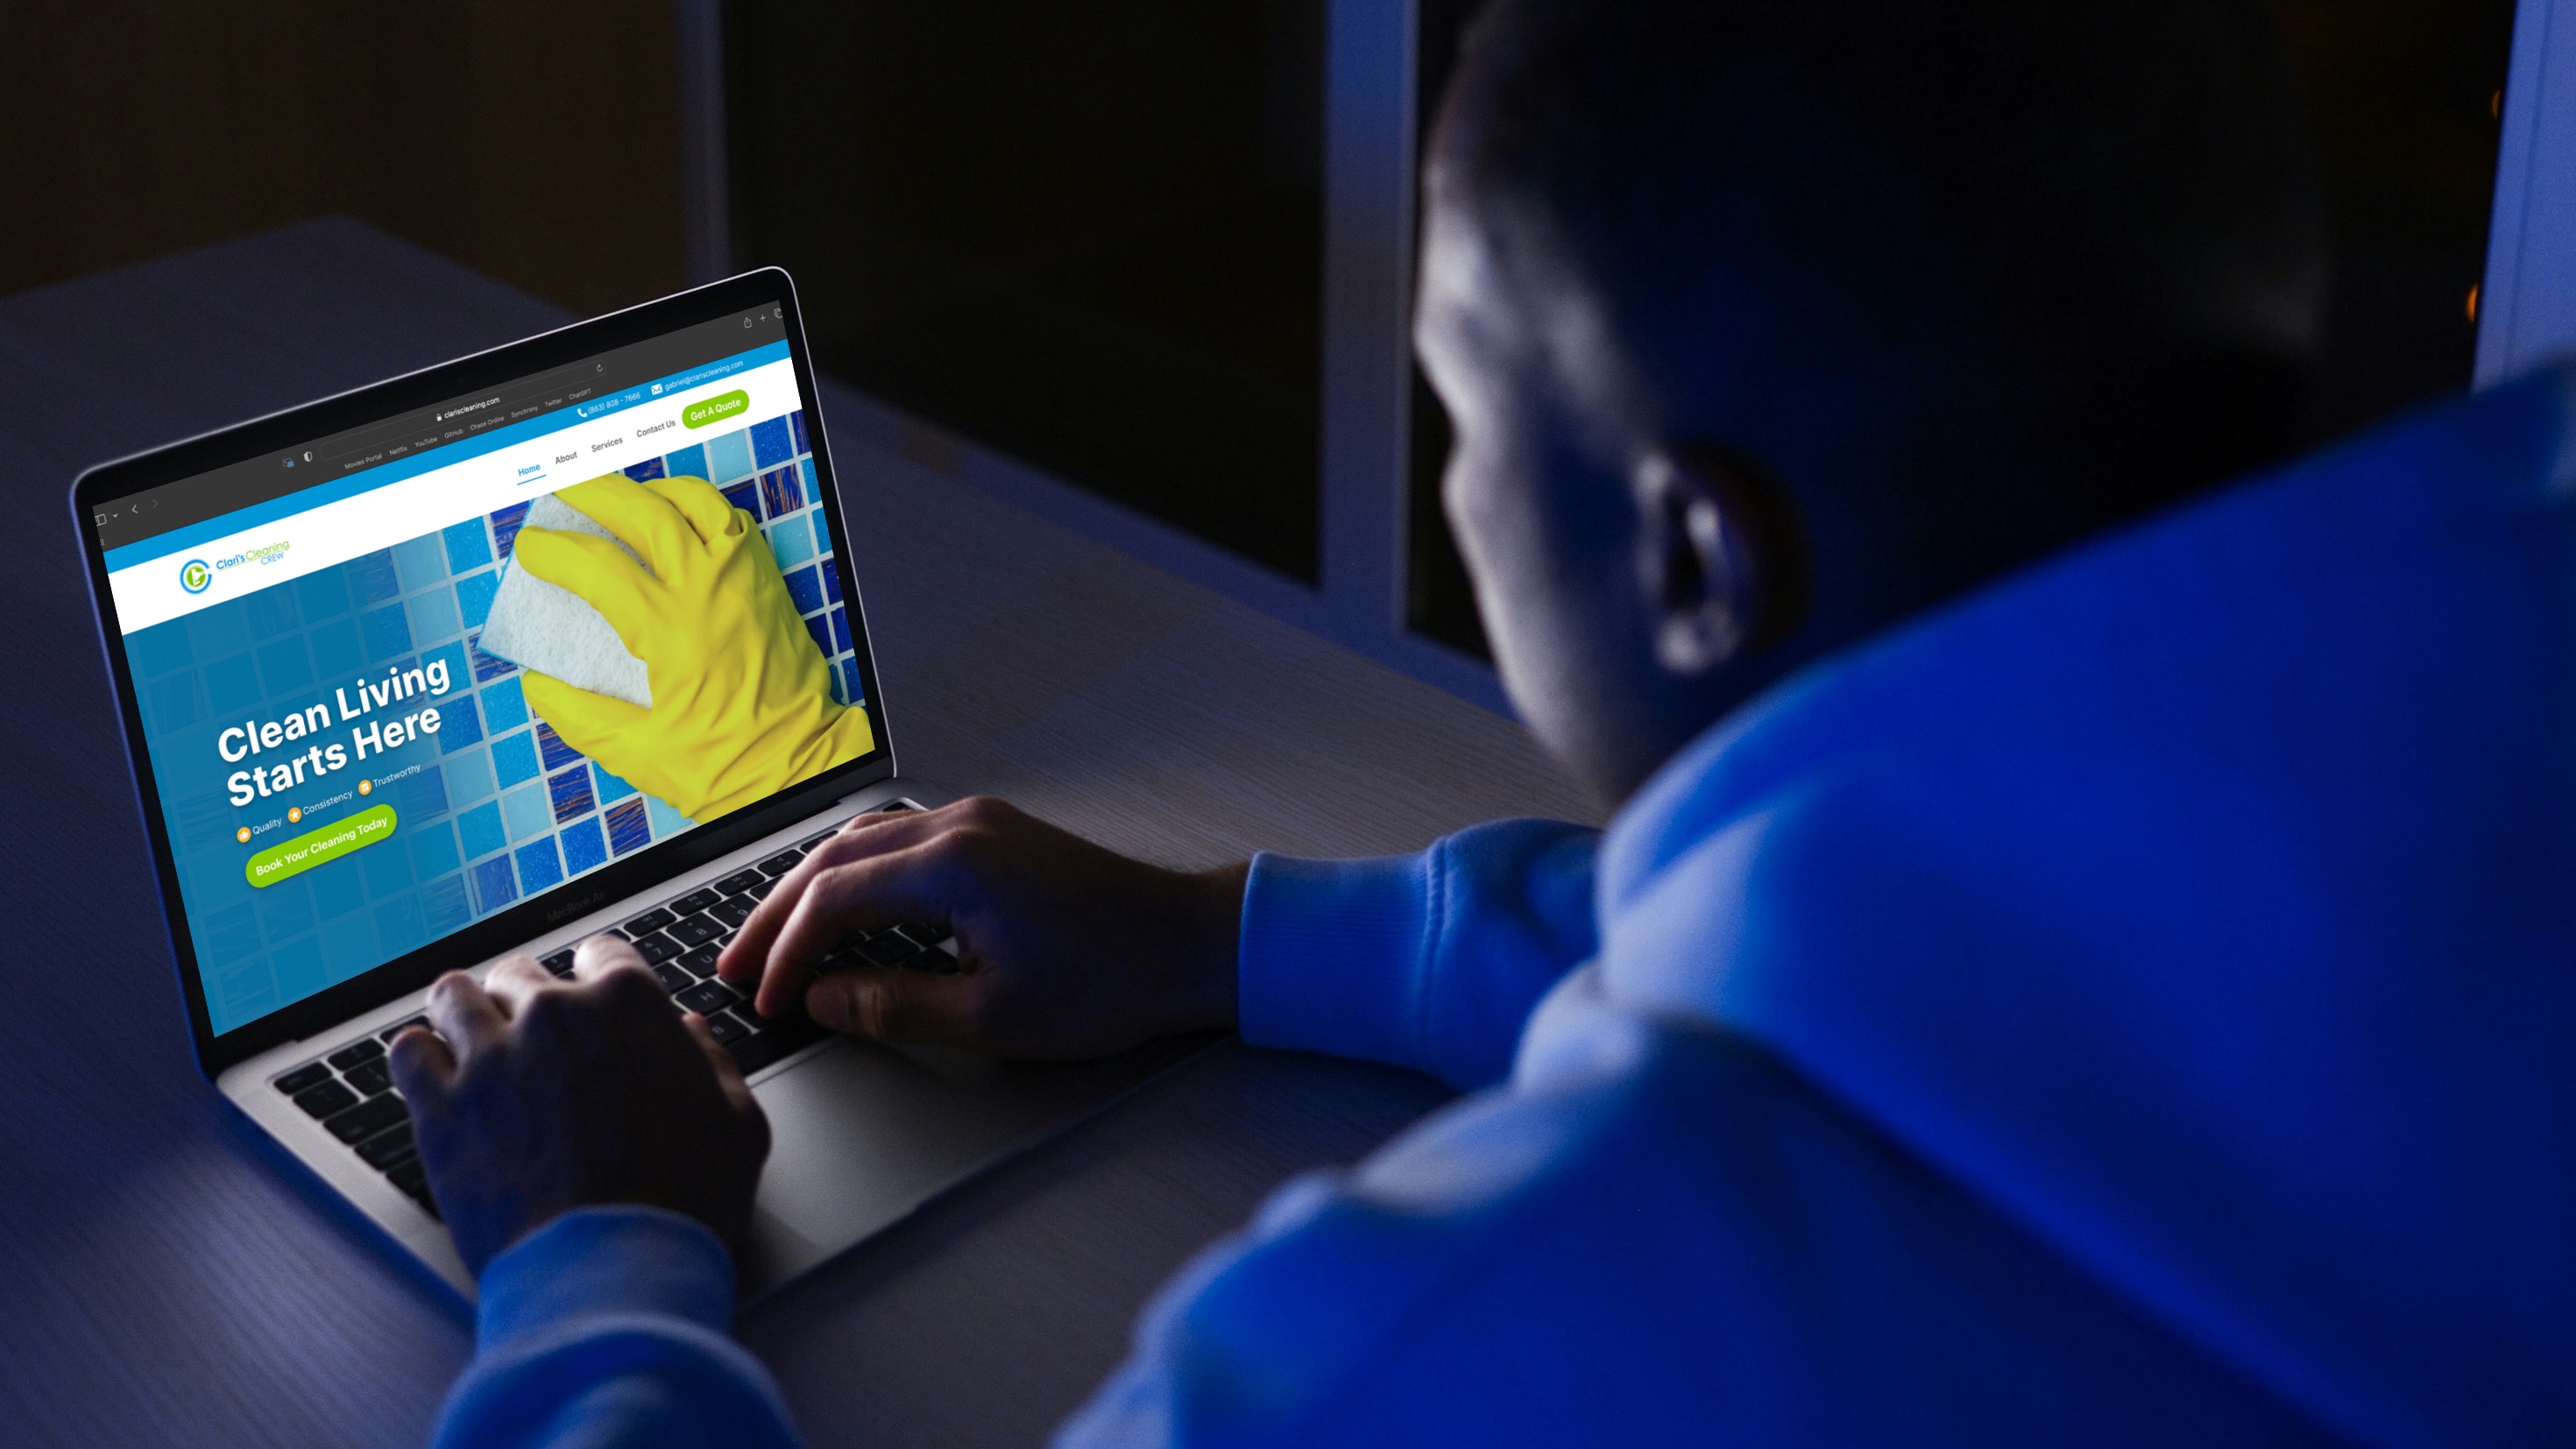 clariscleaning.com
Movies Portal Netflix YouTube GitHub Chase Online Synchrony Twitter ChatGPT
(863) 808 - 7666 gabriel@clariscleaning.com
Clari's Cleaning
CREW
Home About Services Contact Us Get A Quote
Clean Living
Starts Here
Quality Consistency Trustworthy
Book Your Cleaning Today
MacBook Air